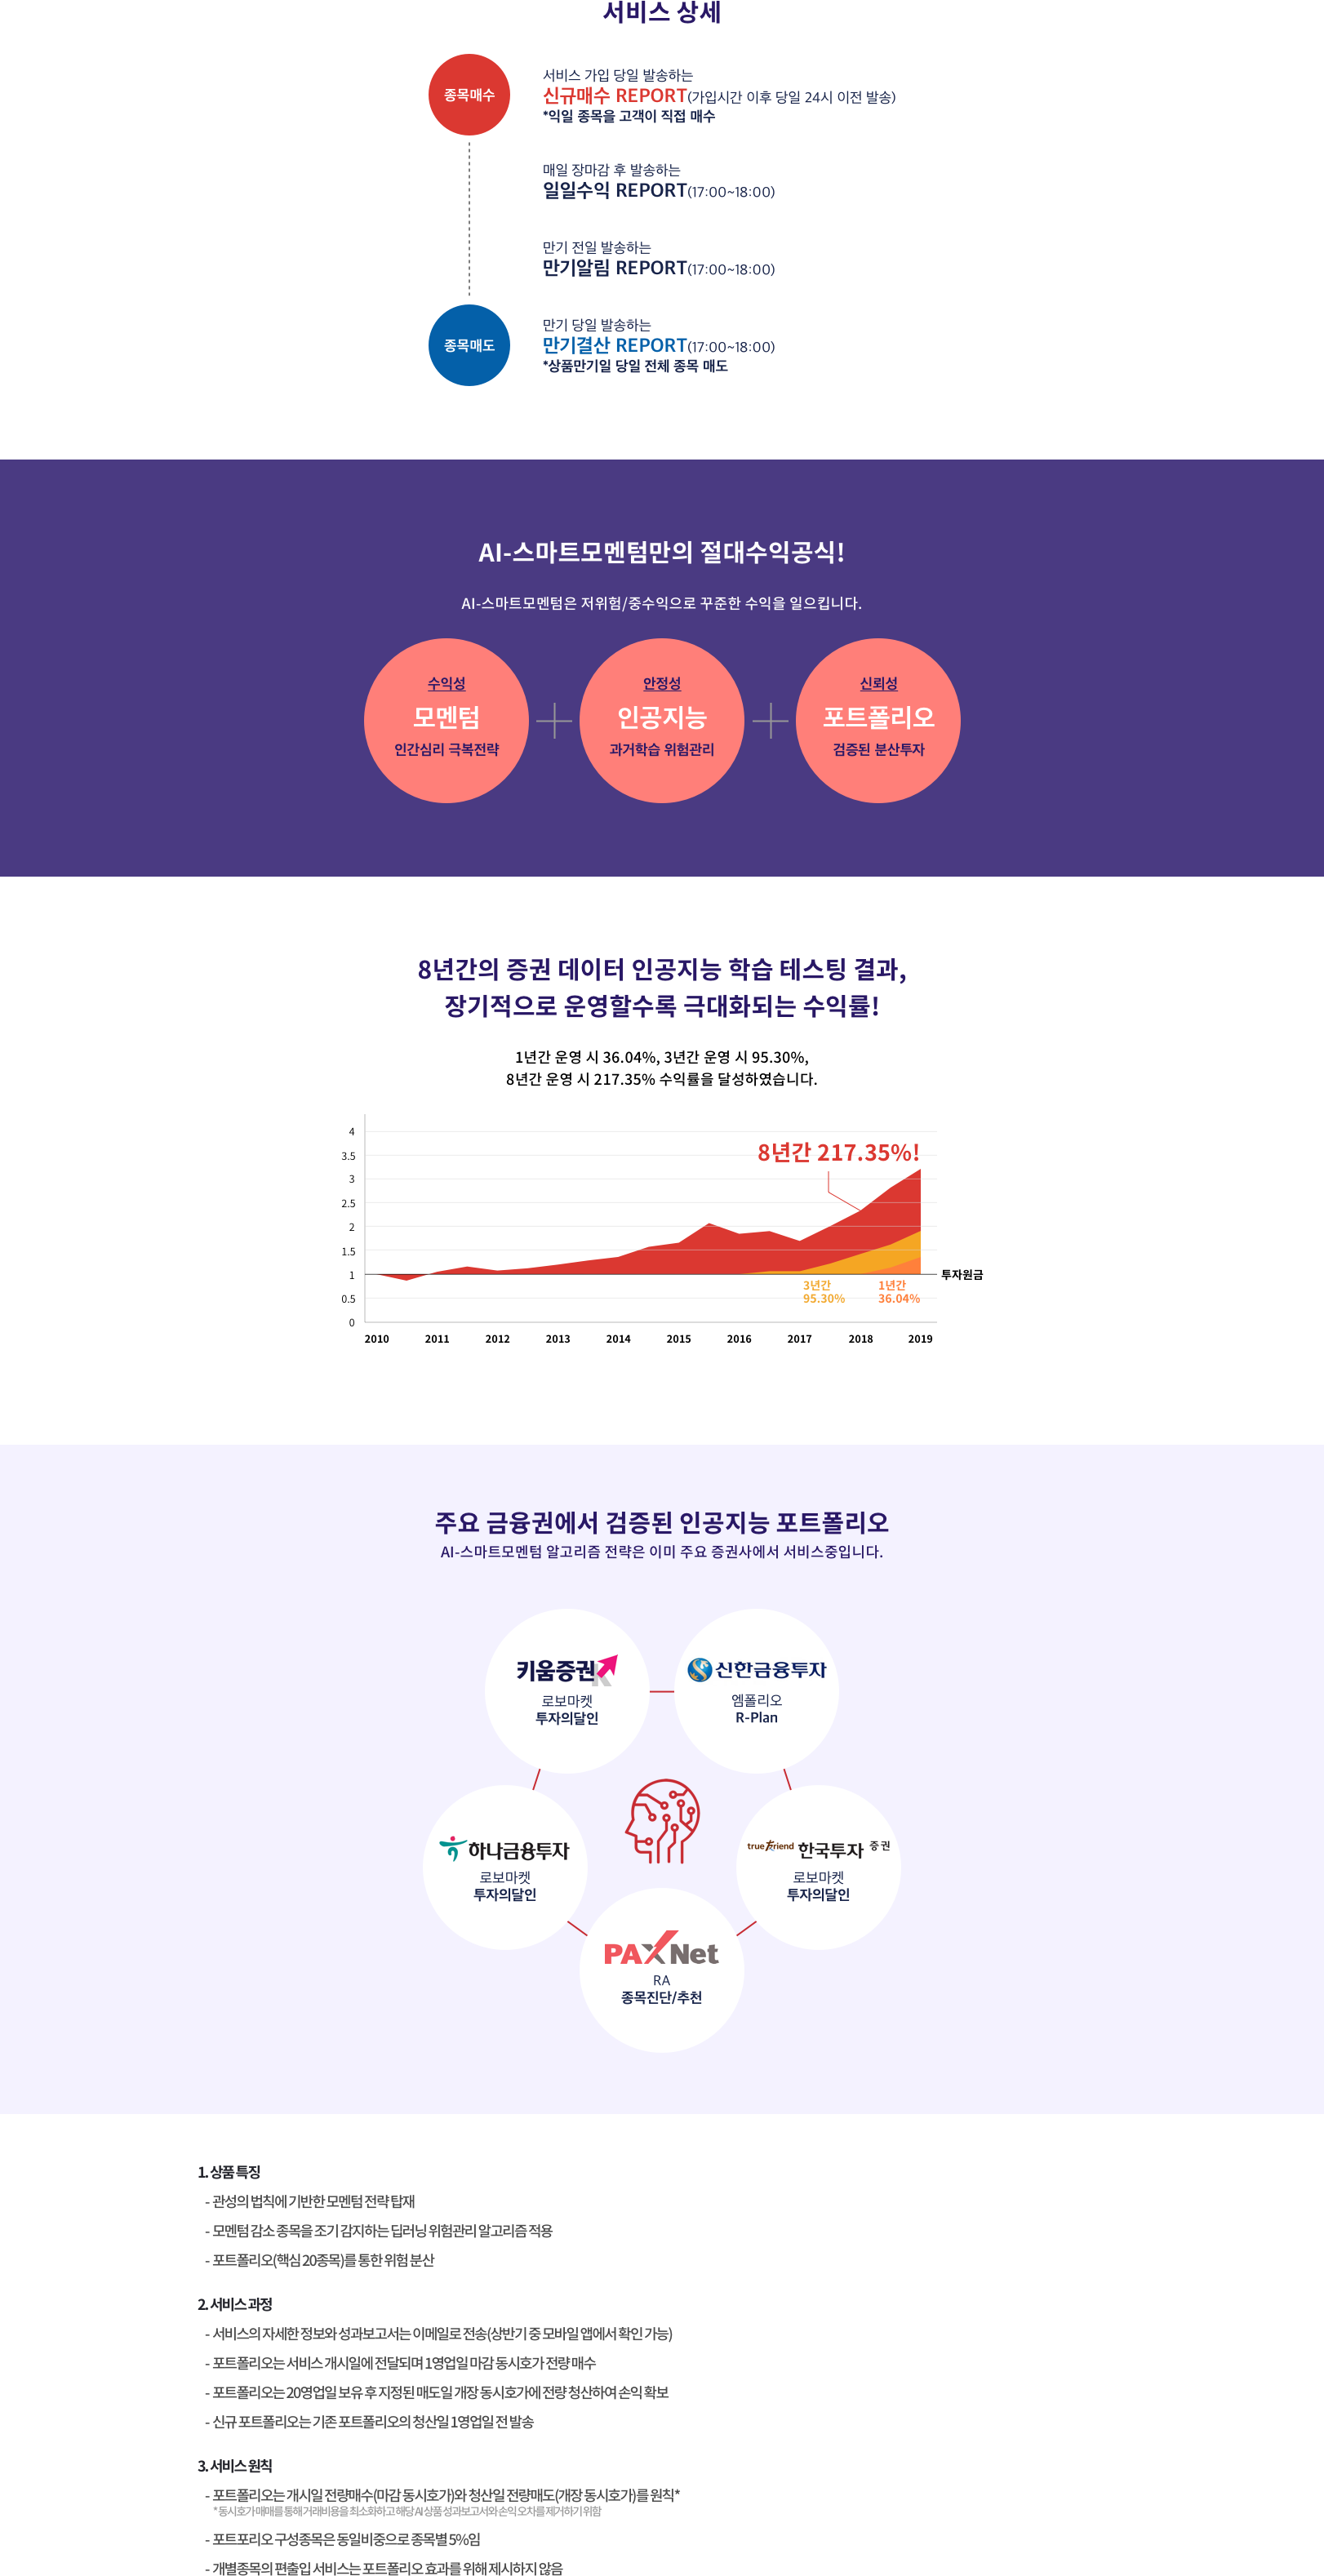 서비스 상세
종목매수
서비스 가입 당일 발송하는
신규매수 REPORT(가입시간 이후 당일 24시 이전 발송)
*익일 종목을 고객이 직접 매수
매일 장마감 후 발송하는
일일수익 REPORT(17:00~18:00)
만기 전일 발송하는
만기알림 REPORT(17:00~18:00)
종목매도
만기 당일 발송하는
만기결산 REPORT(17:00~18:00)
*상품만기일 당일 전체 종목 매도
AI-스마트모멘텀만의 절대수익공식!
AI-스마트모멘텀은 저위험/중수익으로 꾸준한 수익을 일으킵니다.
수익성
모멘텀
인간심리 극복전략
안정성
인공지능
과거학습 위험관리
신뢰성
포트폴리오
검증된 분산투자
8년간의 증권 데이터 인공지능 학습 테스팅 결과,
장기적으로 운영할수록 극대화되는 수익률!
1년간 운영 시 36.04%, 3년간 운영 시 95.30%,
8년간 운영 시 217.35% 수익률을 달성하였습니다.
4
3.5
3
2.5
2
1.5
1
0.5
0
8년간 217.35%!
투자원금
3년간
95.30%
1년간
36.04%
2010 2011 2012 2013 2014 2015 2016 2017 2018 2019
주요 금융권에서 검증된 인공지능 포트폴리오
AI-스마트모멘텀 알고리즘 전략은 이미 주요 증권사에서 서비스중입니다.
키움증권
로보마켓
투자의달인
신한금융투자
엠폴리오
R-Plan
하나금융투자
로보마켓
투자의달인
true friend 한국투자 증권
로보마켓
투자의달인
PAXNet
RA
종목진단/추천
1. 상품 특징
- 관성의 법칙에 기반한 모멘텀 전략 탑재
- 모멘텀 감소 종목을 조기 감지하는 딥러닝 위험관리 알고리즘 적용
- 포트폴리오(핵심 20종목)를 통한 위험 분산
2. 서비스 과정
- 서비스의 자세한 정보와 성과보고서는 이메일로 전송(상반기 중 모바일 앱에서 확인 가능)
- 포트폴리오는 서비스 개시일에 전달되며 1영업일 마감 동시호가 전량 매수
- 포트폴리오는 20영업일 보유 후 지정된 매도일 개장 동시호가에 전량 청산하여 손익 확보
- 신규 포트폴리오는 기존 포트폴리오의 청산일 1영업일 전 발송
3. 서비스 원칙
- 포트폴리오는 개시일 전량매수(마감 동시호가)와 청산일 전량매도(개장 동시호가)를 원칙*
* 동시호가 매매를 통해 거래비용을 최소화하고 해당 AI 상품 성과보고서와 손익 오차를 제거하기 위함
- 포트포리오 구성종목은 동일비중으로 종목별 5%임
- 개별종목의 편출입 서비스는 포트폴리오 효과를 위해 제시하지 않음